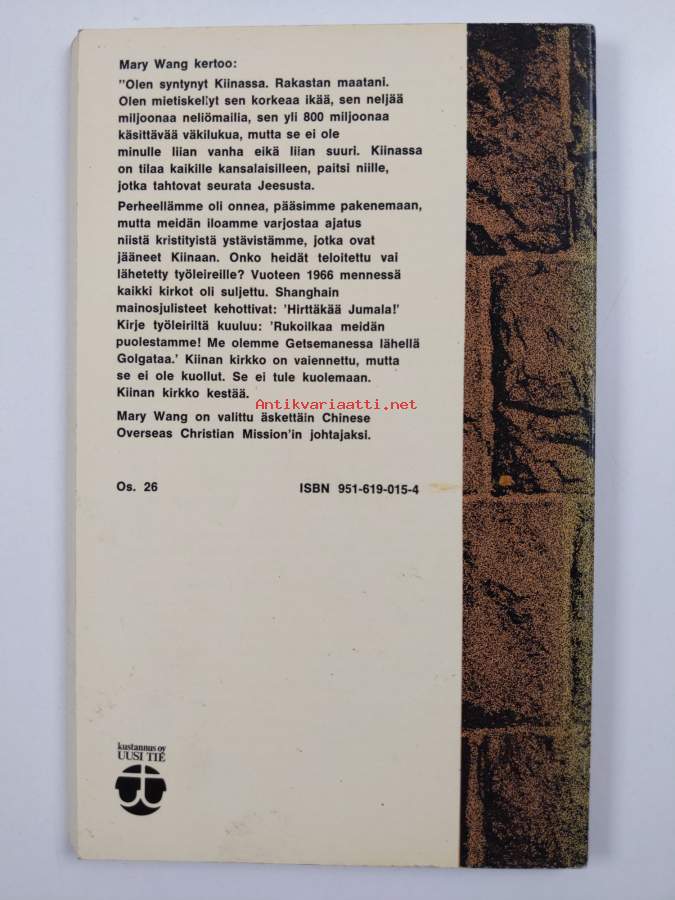 Mary Wang kertoo:
”Olen syntynyt Kiinassa. Rakastan maatani.
Olen mietiskellyt sen korkeaa ikää, sen neljää
miljoonaa neliömailia, sen yli 800 miljoonaa
käsittävää väkilukua, mutta se ei ole
minulle liian vanha eikä liian suuri. Kiinassa
on tilaa kaikille kansalaisilleen, paitsi niille,
jotka tahtovat seurata Jeesusta.
Perheellämme oli onnea, pääsimme pakenemaan,
mutta meidän iloamme varjostaa ajatus
niistä kristityistä ystävistämme, jotka ovat
jääneet Kiinaan. Onko heidät teloitettu vai
lähetetty työleireille? Vuoteen 1966 mennessä
kaikki kirkot oli suljettu. Shanghain
mainosjulisteet kehottivat: ’Hirttäkää Jumala!’
Kirje työleiriltä kuuluu: ’Rukoilkaa meidän
puolestamme! Me olemme Getsemanessa lähellä
Golgataa.’ Kiinan kirkko on vaiennettu, mutta
se ei ole kuollut. Se ei tule kuolemaan.
Kiinan kirkko kestää.
Antikvariaatti.net
Mary Wang on valittu äskettäin Chinese
Overseas Christian Mission’in johtajaksi.
Os. 26 ISBN 951-619-015-4
kustannus oy
UUSI TIE